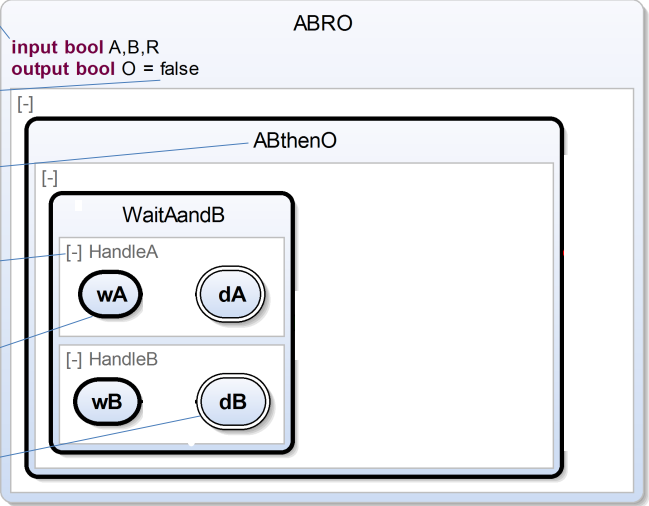 ABRO
input bool A,B,R
output bool O = false
[-]
ABthenO
[-]
WaitAandB
[-] HandleA
wA dA
[-] HandleB
wB dB